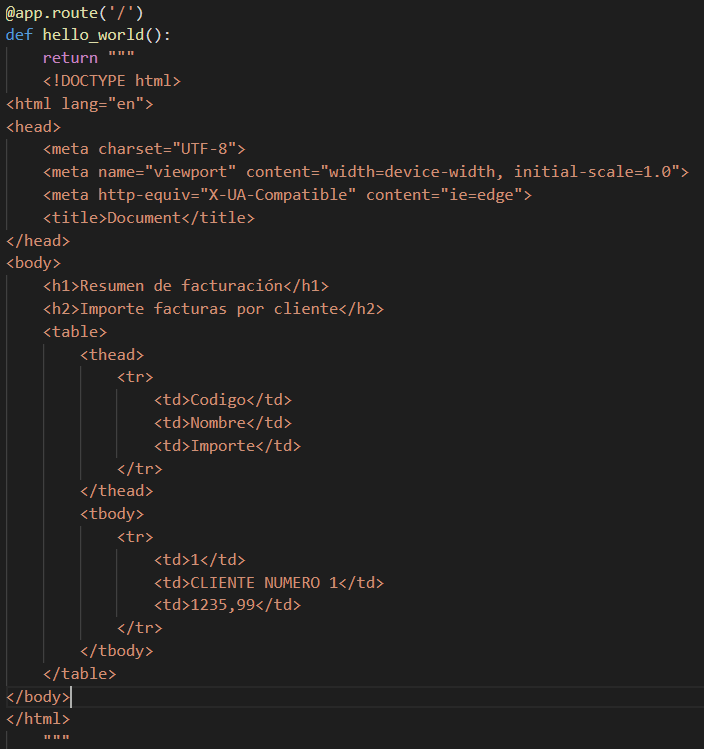 @app.route('/')
def hello_world():
    return """
    <!DOCTYPE html>
<html lang="en">
<head>
    <meta charset="UTF-8">
    <meta name="viewport" content="width=device-width, initial-scale=1.0">
    <meta http-equiv="X-UA-Compatible" content="ie=edge">
    <title>Document</title>
</head>
<body>
    <h1>Resumen de facturación</h1>
    <h2>Importe facturas por cliente</h2>
    <table>
        <thead>
            <tr>
                <td>Codigo</td>
                <td>Nombre</td>
                <td>Importe</td>
            </tr>
        </thead>
        <tbody>
            <tr>
                <td>1</td>
                <td>CLIENTE NUMERO 1</td>
                <td>1235,99</td>
            </tr>
        </tbody>
    </table>
</body>
</html>
    """